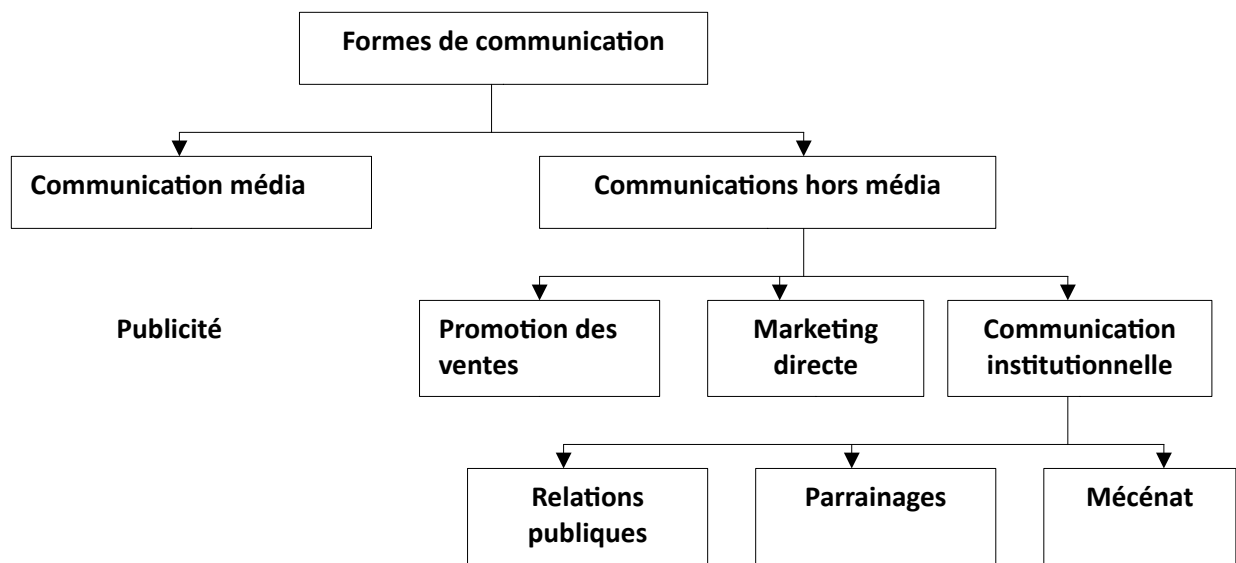 Formes de communication
Communication média
Communications hors média
Publicité
Promotion des
ventes
Marketing
directe
Communication
institutionnelle
Relations
publiques
Parrainages
Mécénat